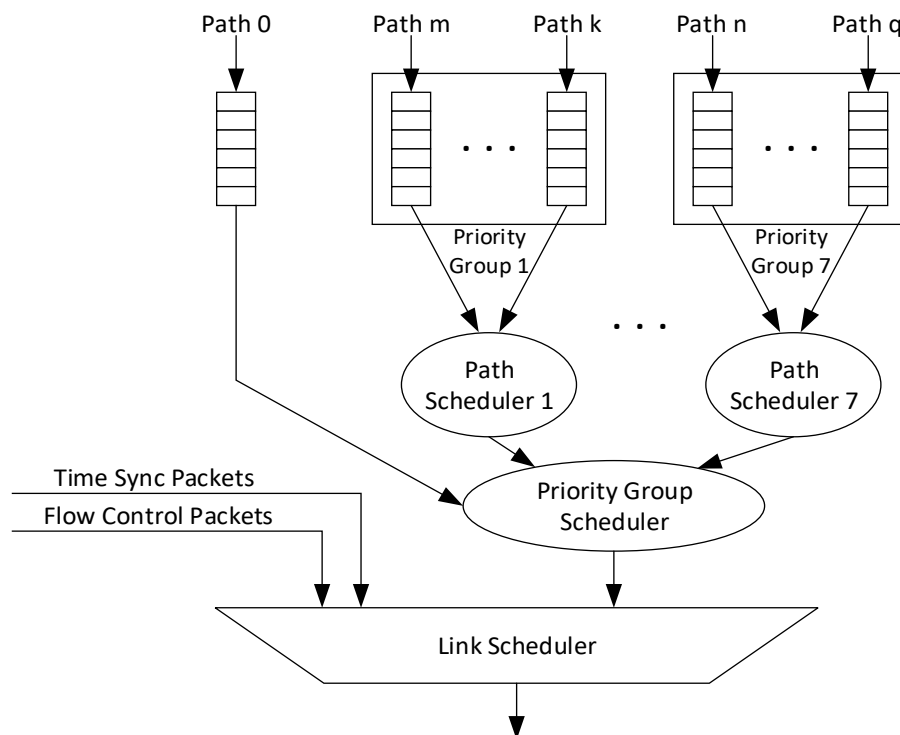 Path 0
Path m
Path k
Path n
Path q
. . .
. . .
Priority
Group 1
Priority
Group 7
. . .
Path
Scheduler 1
Path
Scheduler 7
Time Sync Packets
Flow Control Packets
Priority Group
Scheduler
Link Scheduler